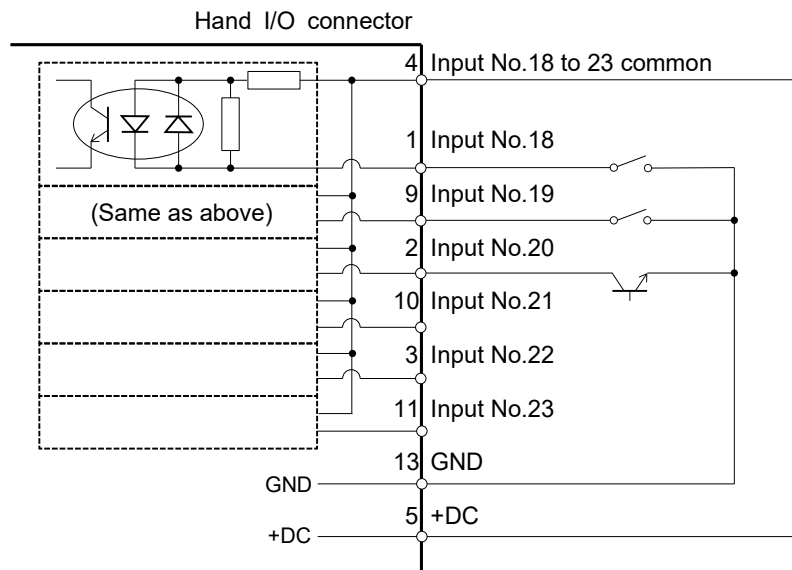 Hand I/O connector
4 Input No.18 to 23 common
1 Input No.18
9 Input No.19
(Same as above)
2 Input No.20
10 Input No.21
3 Input No.22
11 Input No.23
13 GND
GND
5 +DC
+DC